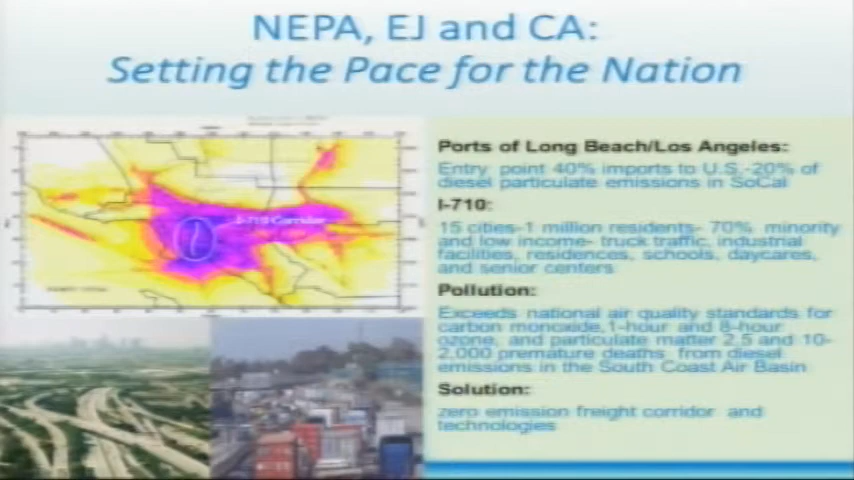 NEPA, EJ and CA:
Setting the Pace for the Nation
I-710 Corridor
Ports of Long Beach/Los Angeles:
Entry point 40% imports to U.S.-20% of
diesel particulate emissions in SoCal
I-710:
15 cities-1 million residents- 70% minority
and low income- truck traffic, industrial
facilities, residences, schools, daycares,
and senior centers
Pollution:
Exceeds national air quality standards for
carbon monoxide,1-hour and 8-hour
ozone, and particulate matter 2.5 and 10-
2,000 premature deaths from diesel
emissions in the South Coast Air Basin
Solution:
zero emission freight corridor and
technologies